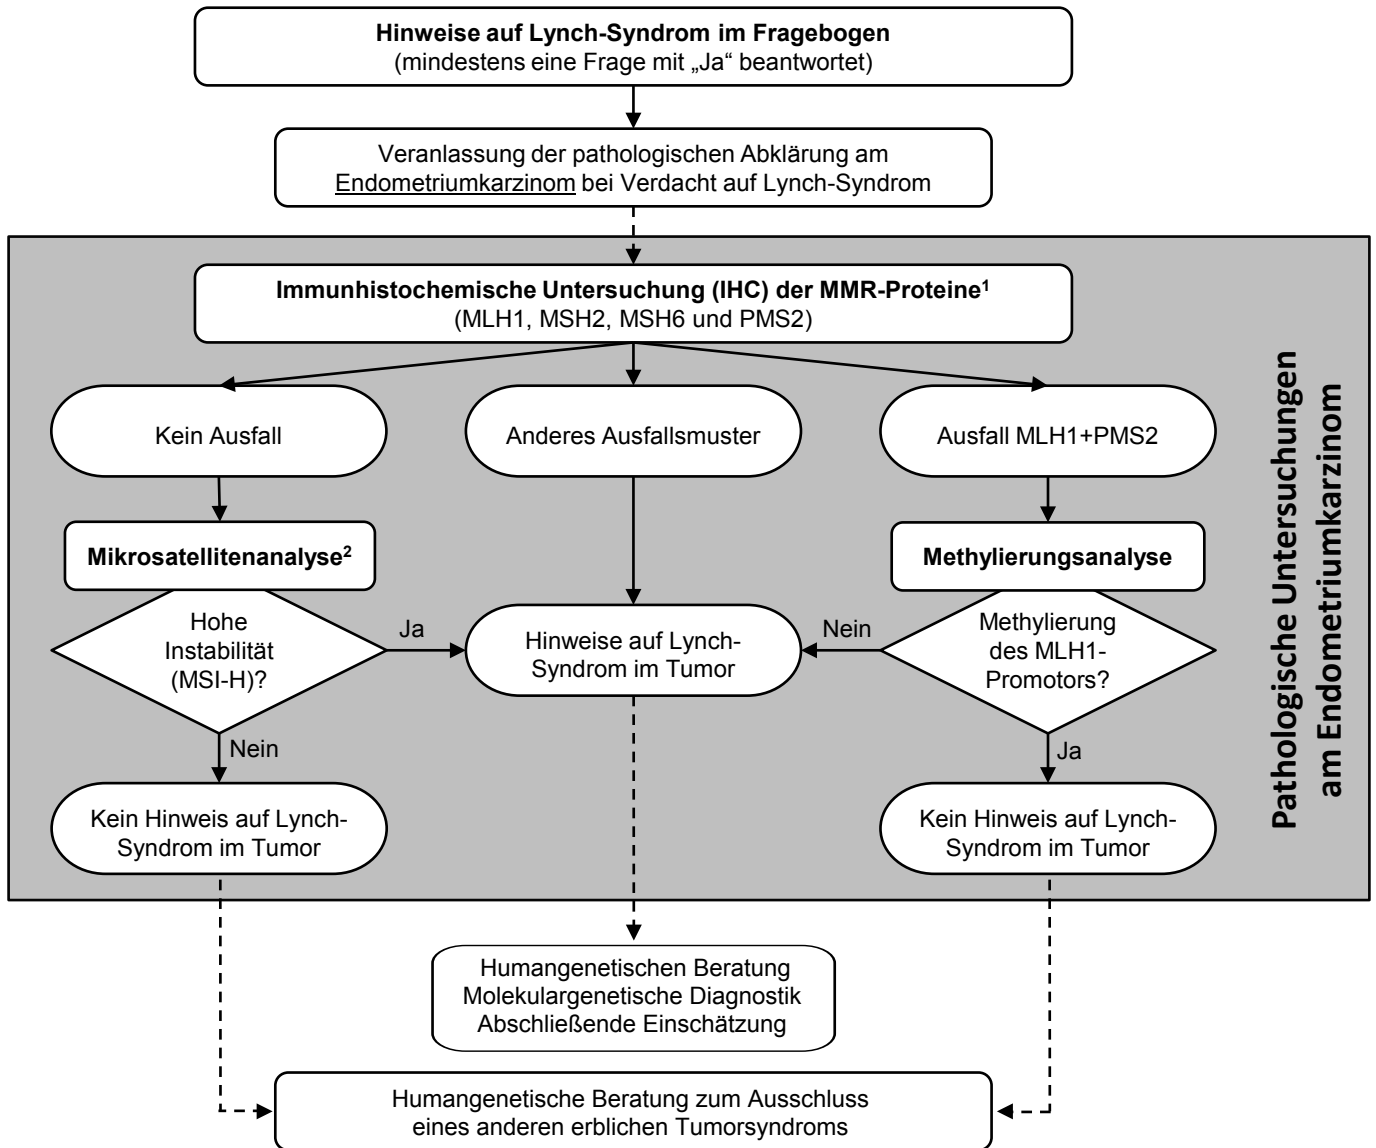 Hinweise auf Lynch-Syndrom im Fragebogen
(mindestens eine Frage mit „Ja“ beantwortet)
Veranlassung der pathologischen Abklärung am
Endometriumkarzinom bei Verdacht auf Lynch-Syndrom
Immunhistochemische Untersuchung (IHC) der MMR-Proteine¹
(MLH1, MSH2, MSH6 und PMS2)
Kein Ausfall
Anderes Ausfallsmuster
Ausfall MLH1+PMS2
Mikrosatellitenanalyse²
Methylierungsanalyse
Hohe
Instabilität
(MSI-H)?
Ja
Hinweise auf Lynch-
Syndrom im Tumor
Nein
Methylierung
des MLH1-
Promotors?
Nein
Ja
Kein Hinweis auf Lynch-
Syndrom im Tumor
Kein Hinweis auf Lynch-
Syndrom im Tumor
Pathologische Untersuchungen
am Endometriumkarzinom
Humangenetischen Beratung
Molekulargenetische Diagnostik
Abschließende Einschätzung
Humangenetische Beratung zum Ausschluss
eines anderen erblichen Tumorsyndroms